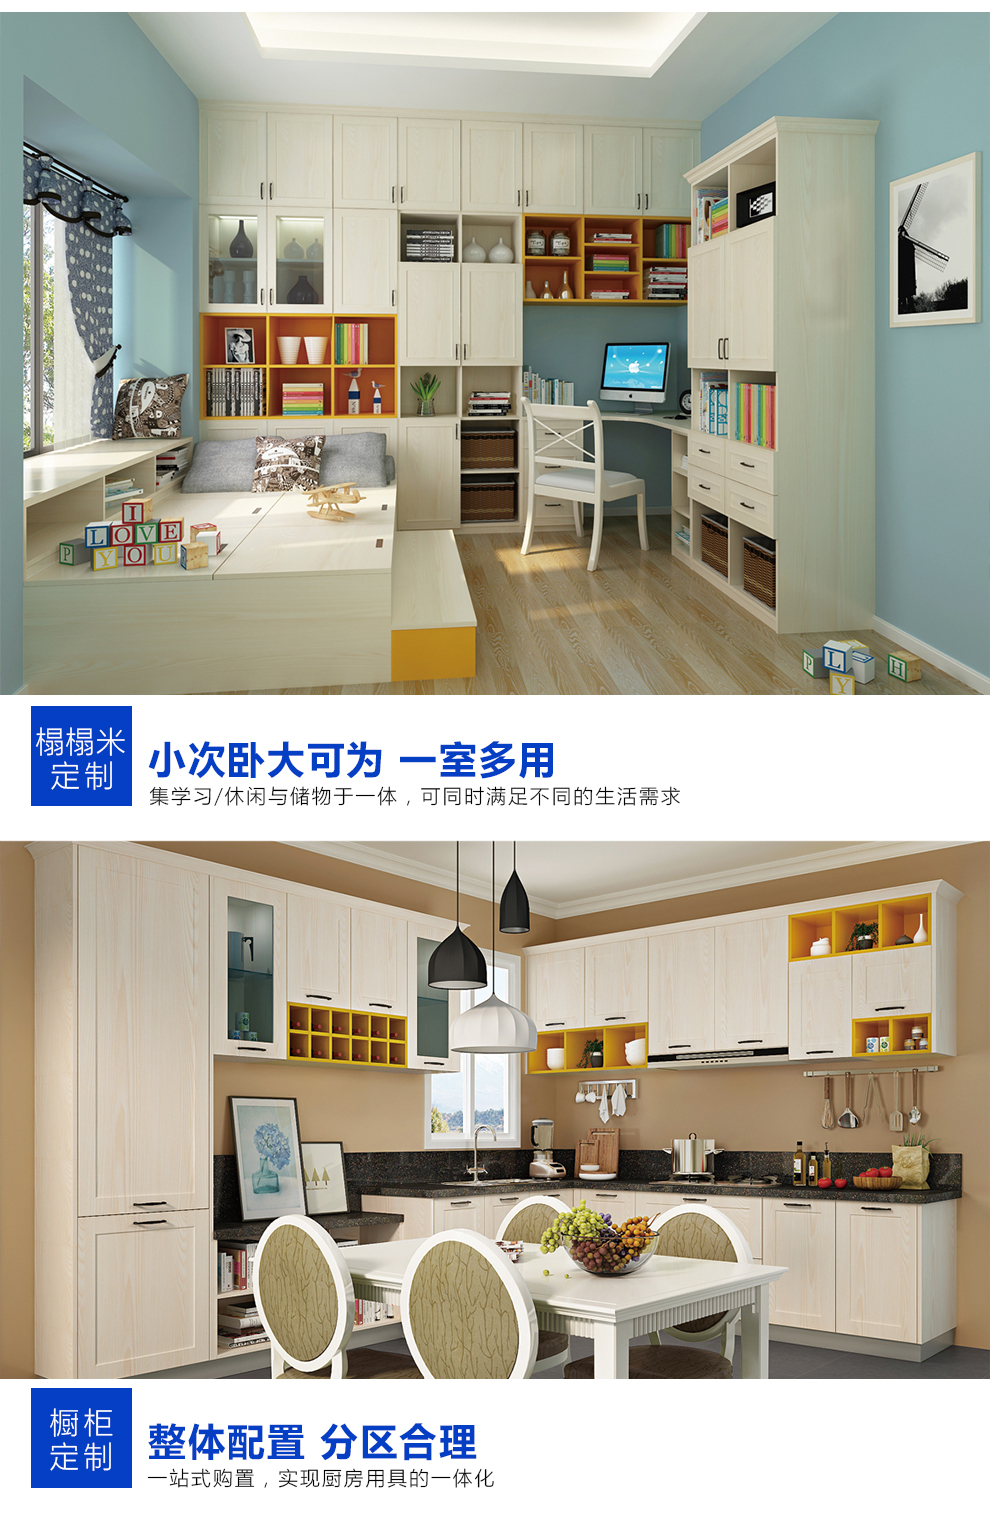 I
LOVE
PYOU
L H
Y
榻榻米
定制
小次卧大可为 一室多用
集学习/休闲与储物于一体，可同时满足不同的生活需求
橱柜
定制
整体配置 分区合理
一站式购置，实现厨房用具的一体化